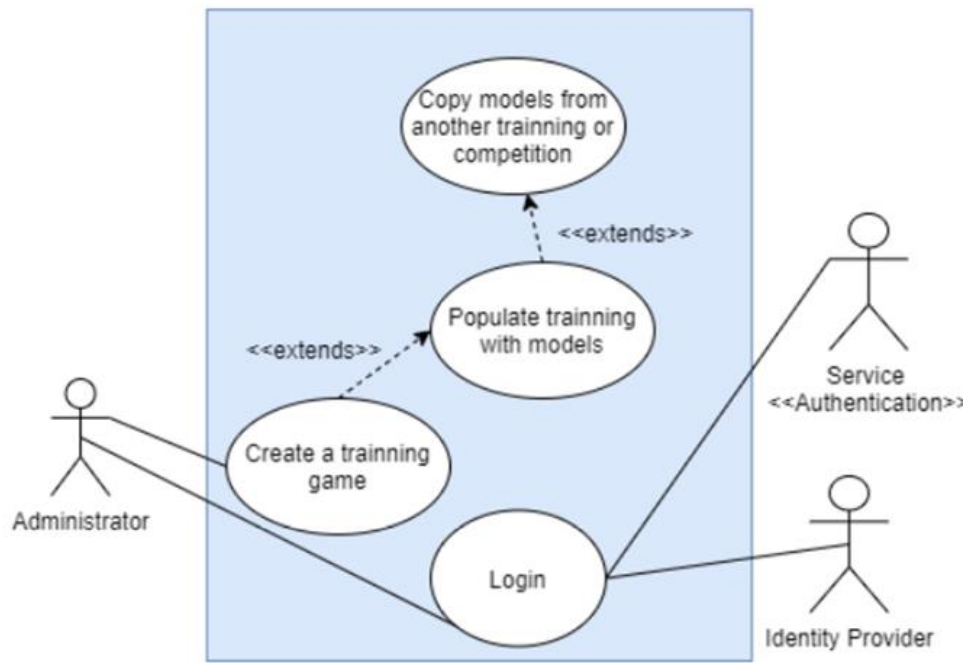 Copy models from
another trainning or
competition
<<extends>>
Populate trainning
with models
<<extends>>
Service
<<Authentication>>
Create a trainning
game
Administrator
Login
Identity Provider